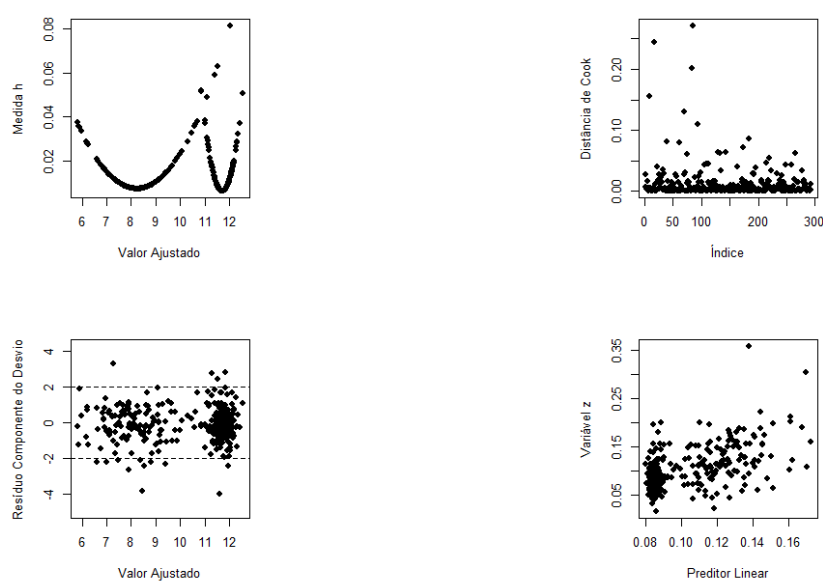 Medida h
0.02 0.04 0.06 0.08
6 7 8 9 10 11 12
Valor Ajustado
Distância de Cook
0.00 0.10 0.20
0 50 100 200 300
Índice
Resíduo Componente do Desvio
-4 -2 0 2 4
6 7 8 9 10 11 12
Valor Ajustado
Variável z
0.05 0.15 0.25 0.35
0.08 0.10 0.12 0.14 0.16
Preditor Linear